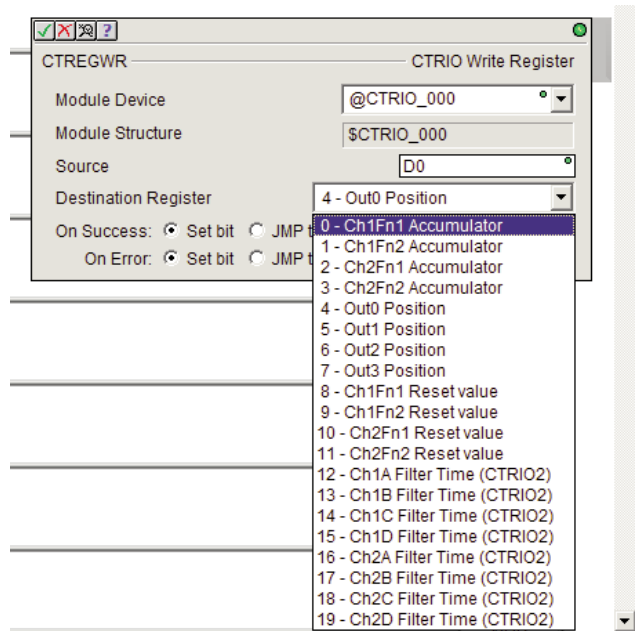 ?
CTREGWR CTRIO Write Register
Module Device @CTRIO_000
Module Structure $CTRIO_000
Source D0
Destination Register 4 - Out0 Position
On Success: Set bit JMP t
On Error: Set bit JMP t
0 - Ch1Fn1 Accumulator
1 - Ch1Fn2 Accumulator
2 - Ch2Fn1 Accumulator
3 - Ch2Fn2 Accumulator
4 - Out0 Position
5 - Out1 Position
6 - Out2 Position
7 - Out3 Position
8 - Ch1Fn1 Reset value
9 - Ch1Fn2 Reset value
10 - Ch2Fn1 Reset value
11 - Ch2Fn2 Reset value
12 - Ch1A Filter Time (CTRIO2)
13 - Ch1B Filter Time (CTRIO2)
14 - Ch1C Filter Time (CTRIO2)
15 - Ch1D Filter Time (CTRIO2)
16 - Ch2A Filter Time (CTRIO2)
17 - Ch2B Filter Time (CTRIO2)
18 - Ch2C Filter Time (CTRIO2)
19 - Ch2D Filter Time (CTRIO2)